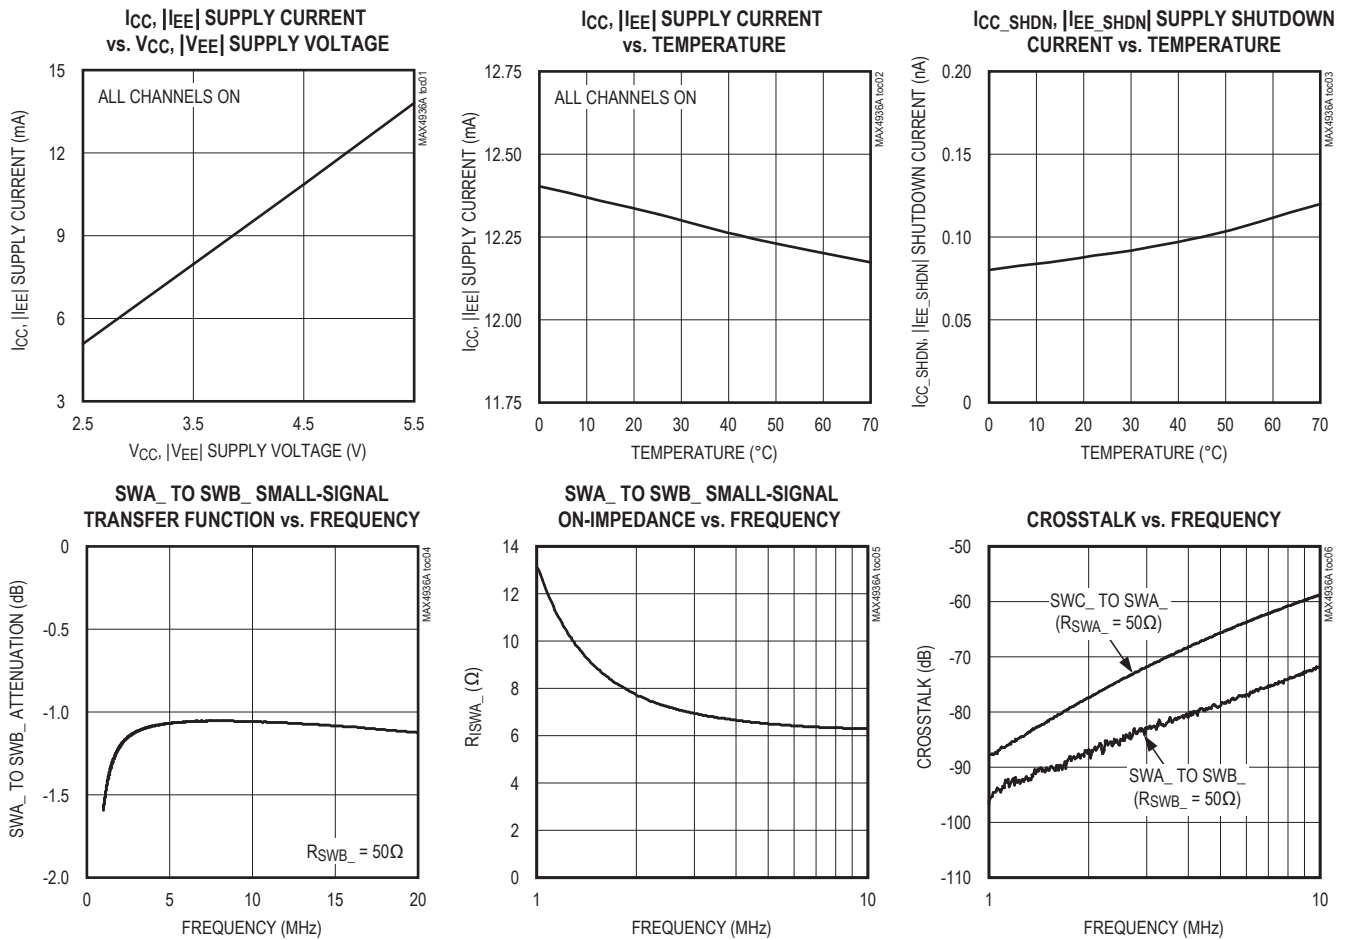 ICC, |IEE| SUPPLY CURRENT
vs. VCC, |VEE| SUPPLY VOLTAGE
ICC, |IEE| SUPPLY CURRENT (mA)
15
12
9
6
3
ALL CHANNELS ON
MAX4936A toc01
2.5 3.5 4.5 5.5
VCC, |VEE| SUPPLY VOLTAGE (V)
ICC, |IEE| SUPPLY CURRENT
vs. TEMPERATURE
ICC, |IEE| SUPPLY CURRENT (mA)
12.75
12.50
12.25
12.00
11.75
ALL CHANNELS ON
MAX4936A toc02
0 10 20 30 40 50 60 70
TEMPERATURE (°C)
ICC_SHDN, |IEE_SHDN| SUPPLY SHUTDOWN
CURRENT vs. TEMPERATURE
ICC_SHDN, |IEE_SHDN| SHUTDOWN CURRENT (nA)
0.20
0.15
0.10
0.05
0
MAX4936A toc03
0 10 20 30 40 50 60 70
TEMPERATURE (°C)
SWA_ TO SWB_ SMALL-SIGNAL
TRANSFER FUNCTION vs. FREQUENCY
SWA_ TO SWB_ ATTENUATION (dB)
0
-0.5
-1.0
-1.5
-2.0
MAX4936A toc04
RSWB_ = 50Ω
0 5 10 15 20
FREQUENCY (MHz)
SWA_ TO SWB_ SMALL-SIGNAL
ON-IMPEDANCE vs. FREQUENCY
RISWA_ (Ω)
14
12
10
8
6
4
2
0
MAX4936A toc05
1 10
FREQUENCY (MHz)
CROSSTALK vs. FREQUENCY
CROSSTALK (dB)
-50
-60
-70
-80
-90
-100
-110
MAX4936A toc06
SWC_ TO SWA_
(RSWA_ = 50Ω)
SWA_ TO SWB_
(RSWB_ = 50Ω)
1 10
FREQUENCY (MHz)